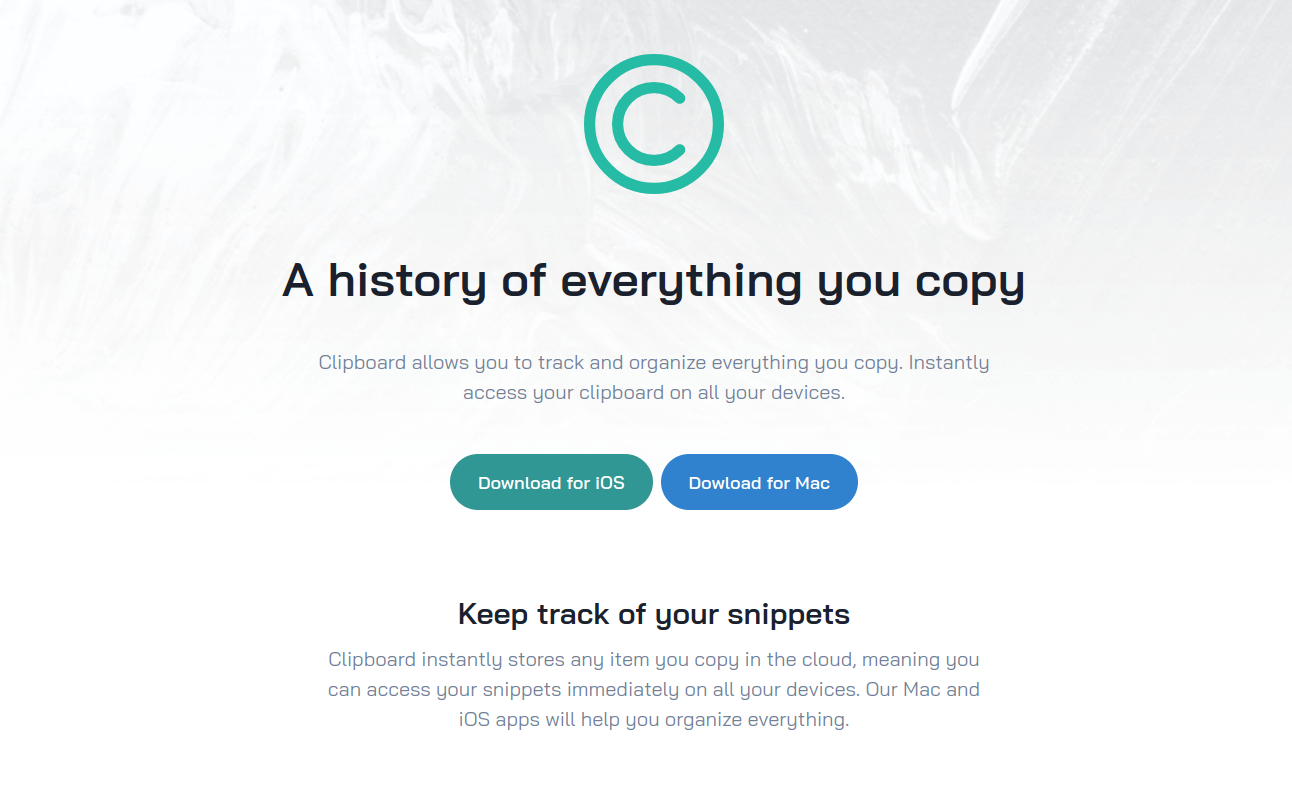 A history of everything you copy
Clipboard allows you to track and organize everything you copy. Instantly
access your clipboard on all your devices.
Download for iOS
Dowload for Mac
Keep track of your snippets
Clipboard instantly stores any item you copy in the cloud, meaning you
can access your snippets immediately on all your devices. Our Mac and
iOS apps will help you organize everything.